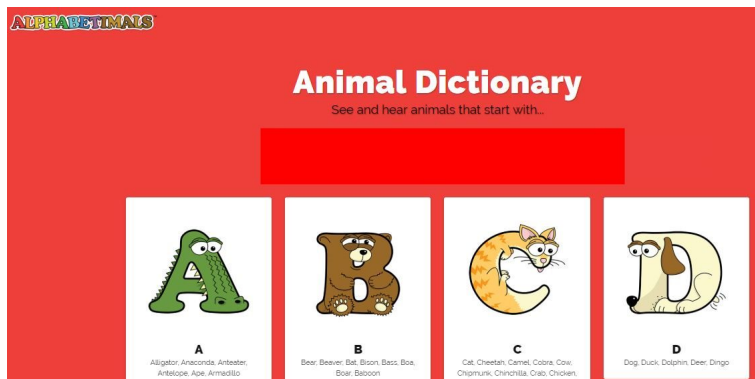 ALPHABETIMALS™
Animal Dictionary
See and hear animals that start with...
A
Alligator, Anaconda, Anteater,
Antelope, Ape, Armadillo
B
Bear, Beaver, Bat, Bison, Bass, Boa,
Boar, Baboon
C
Cat, Cheetah, Camel, Cobra, Cow,
Chipmunk, Chinchilla, Crab, Chicken,
D
Dog, Duck, Dolphin, Deer, Dingo